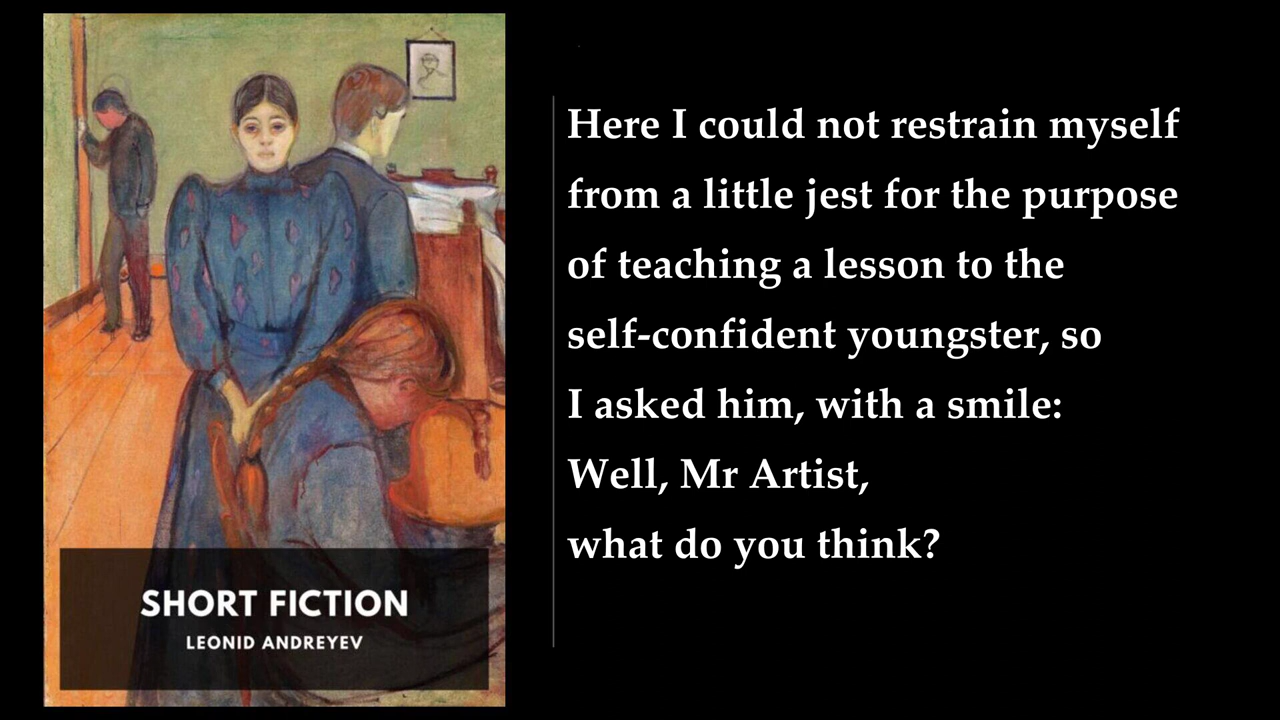 SHORT FICTION
LEONID ANDREYEV
Here I could not restrain myself
from a little jest for the purpose
of teaching a lesson to the
self-confident youngster, so
I asked him, with a smile:
Well, Mr Artist,
what do you think?